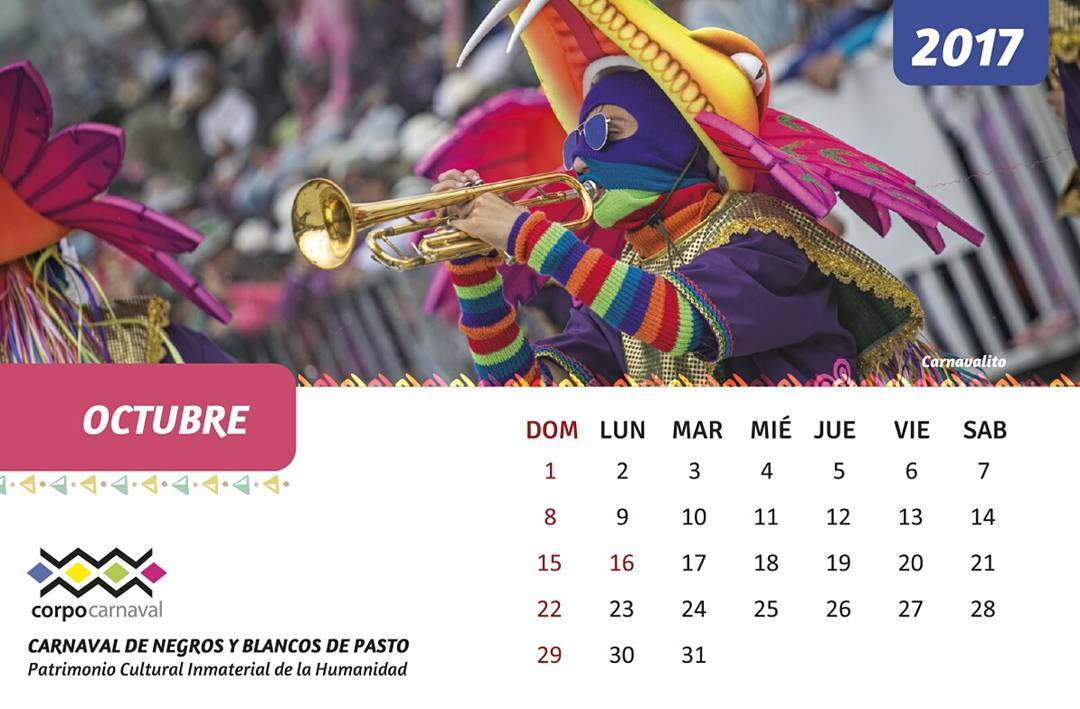 2017
Carnavalito
OCTUBRE
DOM LUN MAR MIÉ JUE VIE SAB
1 2 3 4 5 6 7
8 9 10 11 12 13 14
15 16 17 18 19 20 21
22 23 24 25 26 27 28
29 30 31
corpocarnaval
CARNAVAL DE NEGROS Y BLANCOS DE PASTO
Patrimonio Cultural Inmaterial de la Humanidad